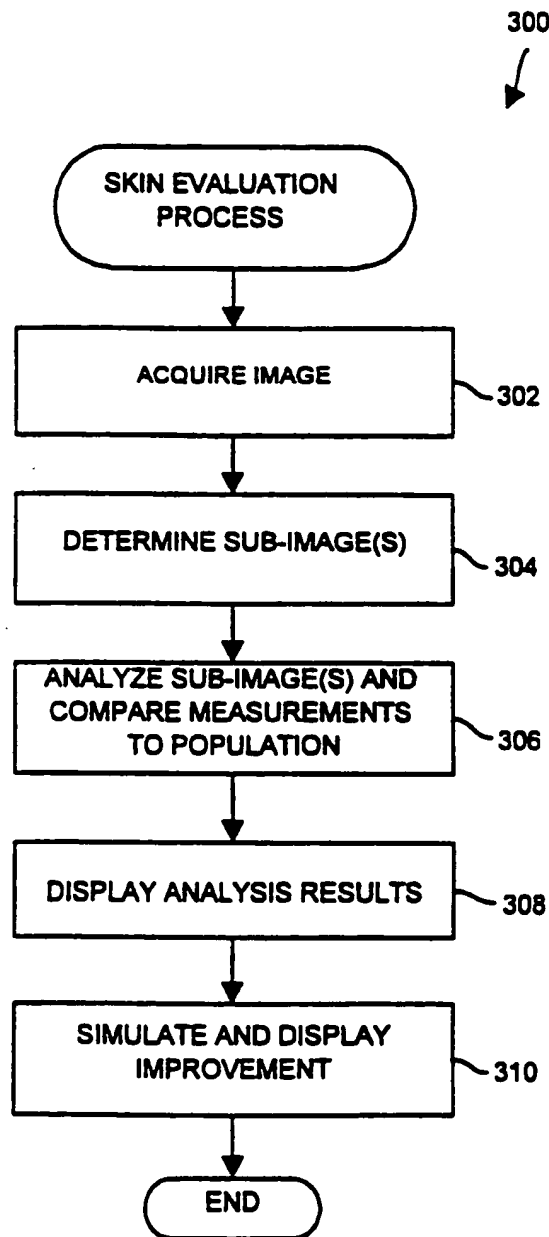 300
SKIN EVALUATION
PROCESS
ACQUIRE IMAGE
302
DETERMINE SUB-IMAGE(S)
304
ANALYZE SUB-IMAGE(S) AND
COMPARE MEASUREMENTS
TO POPULATION
306
DISPLAY ANALYSIS RESULTS
308
SIMULATE AND DISPLAY
IMPROVEMENT
310
END